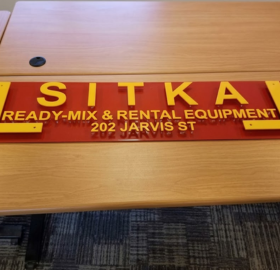 SITKA
READY-MIX & RENTAL EQUIPMENT
202 JARVIS ST